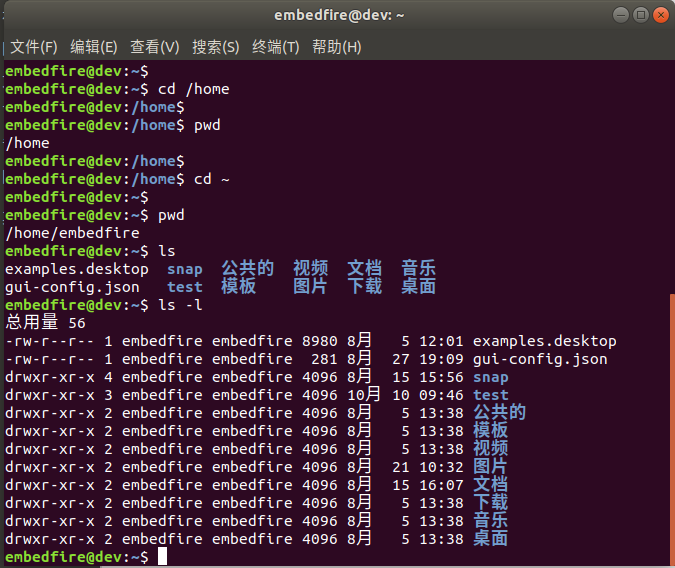 embedfire@dev: ~
文件(F) 编辑(E) 查看(V) 搜索(S) 终端(T) 帮助(H)
embedfire@dev:~$
embedfire@dev:~$ cd /home
embedfire@dev:/home$
embedfire@dev:/home$ pwd
/home
embedfire@dev:/home$
embedfire@dev:/home$ cd ~
embedfire@dev:~$
embedfire@dev:~$ pwd
/home/embedfire
embedfire@dev:~$ ls
examples.desktop  snap  公共的  视频  文档  音乐
gui-config.json   test  模板    图片  下载  桌面
embedfire@dev:~$ ls -l
总用量 56
-rw-r--r-- 1 embedfire embedfire 8980 8月   5 12:01 examples.desktop
-rw-r--r-- 1 embedfire embedfire  281 8月  27 19:09 gui-config.json
drwxr-xr-x 4 embedfire embedfire 4096 8月  15 15:56 snap
drwxr-xr-x 3 embedfire embedfire 4096 10月 10 09:46 test
drwxr-xr-x 2 embedfire embedfire 4096 8月   5 13:38 公共的
drwxr-xr-x 2 embedfire embedfire 4096 8月   5 13:38 模板
drwxr-xr-x 2 embedfire embedfire 4096 8月   5 13:38 视频
drwxr-xr-x 2 embedfire embedfire 4096 8月  21 10:32 图片
drwxr-xr-x 2 embedfire embedfire 4096 8月  15 16:07 文档
drwxr-xr-x 2 embedfire embedfire 4096 8月   5 13:38 下载
drwxr-xr-x 2 embedfire embedfire 4096 8月   5 13:38 音乐
drwxr-xr-x 2 embedfire embedfire 4096 8月   5 13:38 桌面
embedfire@dev:~$